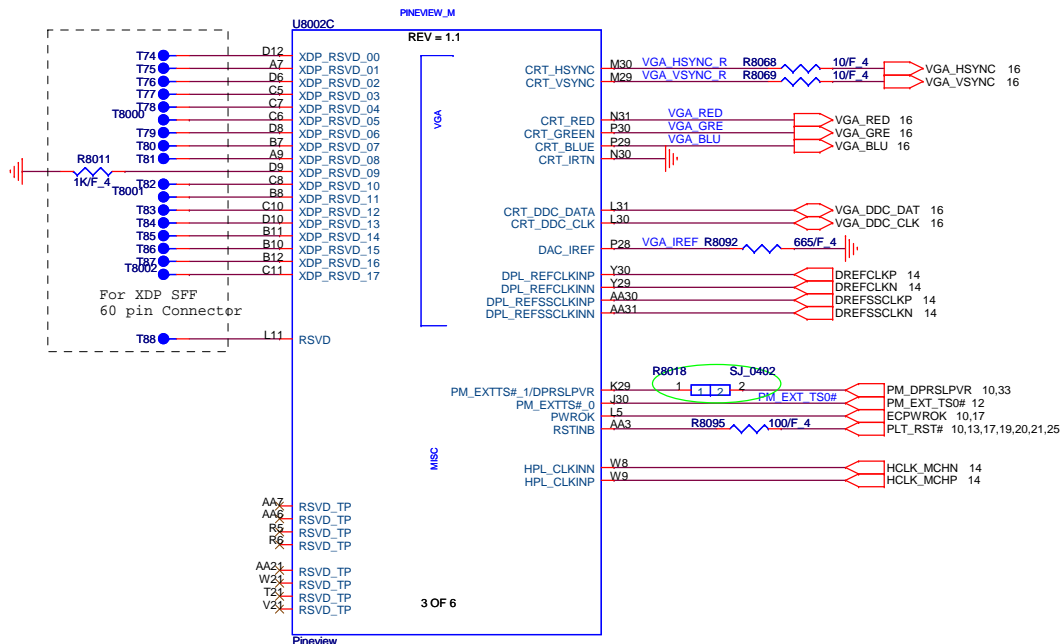 PINEVIEW_M
U8002C
REV = 1.1
T74 D12 XDP_RSVD_00
T75 A7 XDP_RSVD_01
T76 D6 XDP_RSVD_02
T77 C5 XDP_RSVD_03
T78 C7 XDP_RSVD_04
T8000 C6 XDP_RSVD_05
T79 D8 XDP_RSVD_06
T80 B7 XDP_RSVD_07
T81 A9 XDP_RSVD_08
R8011 1K/F_4 D9 XDP_RSVD_09
T82 C8 XDP_RSVD_10
T8001 B8 XDP_RSVD_11
T83 C10 XDP_RSVD_12
T84 D10 XDP_RSVD_13
T85 B11 XDP_RSVD_14
T86 B10 XDP_RSVD_15
T87 B12 XDP_RSVD_16
T8002 C11 XDP_RSVD_17
For XDP SFF
60 pin Connector
T88 L11 RSVD
VGA
CRT_HSYNC M30 VGA_HSYNC_R R8068 10/F_4 VGA_HSYNC 16
CRT_VSYNC M29 VGA_VSYNC_R R8069 10/F_4 VGA_VSYNC 16
CRT_RED N31 VGA_RED VGA_RED 16
CRT_GREEN P30 VGA_GRE VGA_GRE 16
CRT_BLUE P29 VGA_BLU VGA_BLU 16
CRT_IRTN N30
CRT_DDC_DATA L31 VGA_DDC_DAT 16
CRT_DDC_CLK L30 VGA_DDC_CLK 16
DAC_IREF P28 VGA_IREF R8092 665/F_4
DPL_REFCLKINP Y30 DREFCLKP 14
DPL_REFCLKINN Y29 DREFCLKN 14
DPL_REFSSCLKINP AA30 DREFSSCLKP 14
DPL_REFSSCLKINN AA31 DREFSSCLKN 14
R8018 SJ_0402
PM_EXTTS#_1/DPRSLPVR K29 1 1 2 2 PM_DPRSLPVR 10,33
PM_EXTTS#_0 J30 PM_EXT_TS0# PM_EXT_TS0# 12
PWROK L5 ECPWROK 10,17
RSTINB AA3 R8095 100/F_4 PLT_RST# 10,13,17,19,20,21,25
MISC
HPL_CLKINN W8 HCLK_MCHN 14
HPL_CLKINP W9 HCLK_MCHP 14
AA7 RSVD_TP
AA6 RSVD_TP
R5 RSVD_TP
R6 RSVD_TP
AA21 RSVD_TP
W21 RSVD_TP
T21 RSVD_TP
V21 RSVD_TP
3 OF 6
Pineview